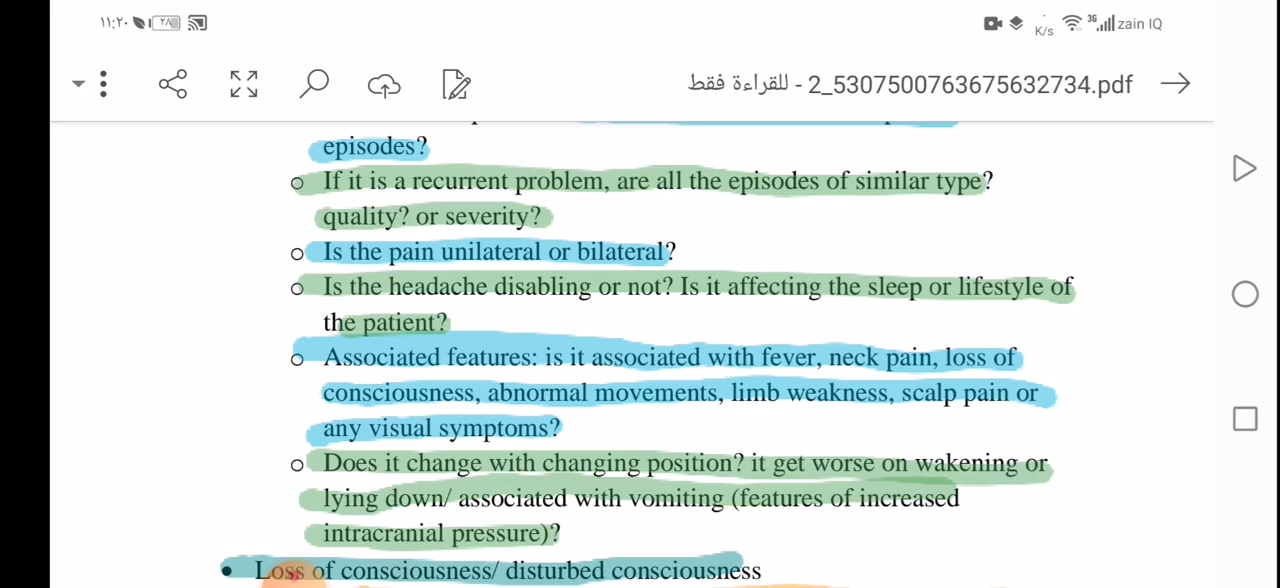 ١١:٢٠ ٢٨ K/s 3G zain IQ
2_5307500763675632734.pdf - للقراءة فقط
episodes?
o If it is a recurrent problem, are all the episodes of similar type?
quality? or severity?
o Is the pain unilateral or bilateral?
o Is the headache disabling or not? Is it affecting the sleep or lifestyle of
the patient?
o Associated features: is it associated with fever, neck pain, loss of
consciousness, abnormal movements, limb weakness, scalp pain or
any visual symptoms?
o Does it change with changing position? it get worse on wakening or
lying down/ associated with vomiting (features of increased
intracranial pressure)?
• Loss of consciousness/ disturbed consciousness